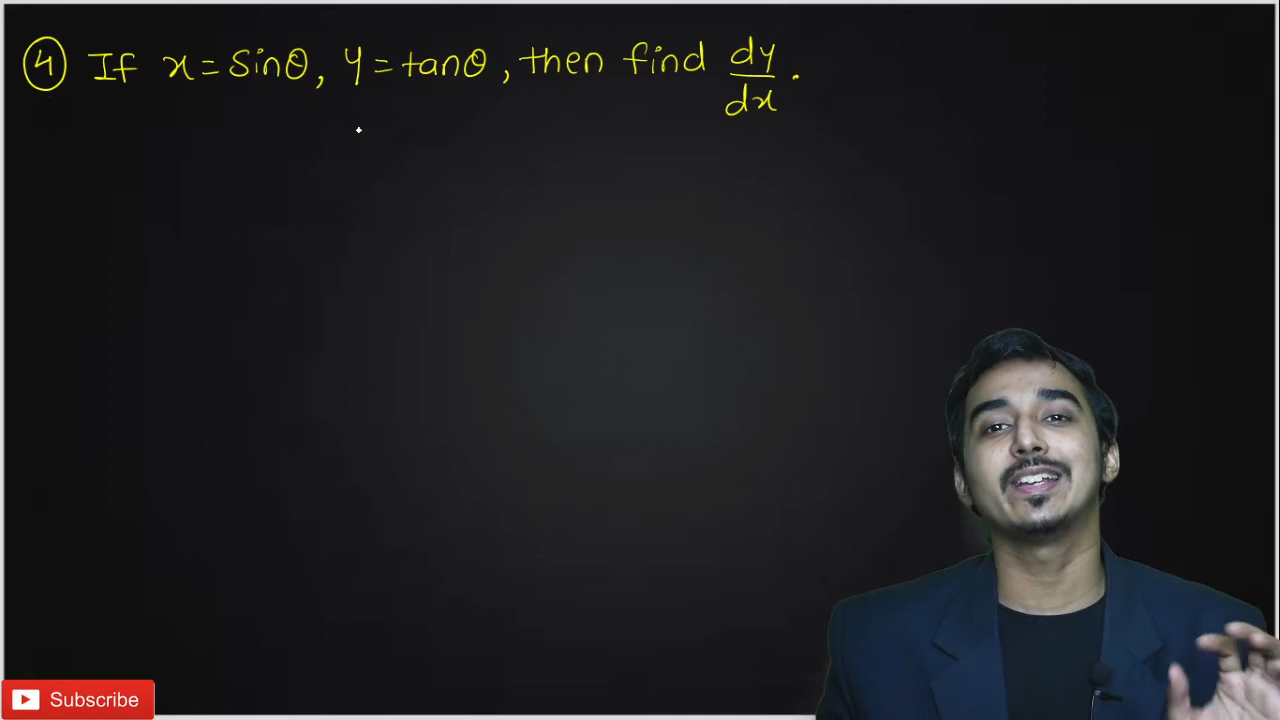 ④ If x = sinθ, y = tanθ, then find dy/dx.
Subscribe